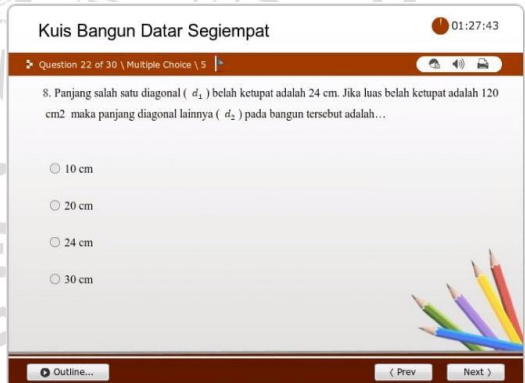 Kuis Bangun Datar Segiempat
01:27:43
Question 22 of 30 \ Multiple Choice \ 5
8. Panjang salah satu diagonal ( d₁ ) belah ketupat adalah 24 cm. Jika luas belah ketupat adalah 120
cm2 maka panjang diagonal lainnya ( d₂ ) pada bangun tersebut adalah…
10 cm
20 cm
24 cm
30 cm
Outline...
Prev
Next